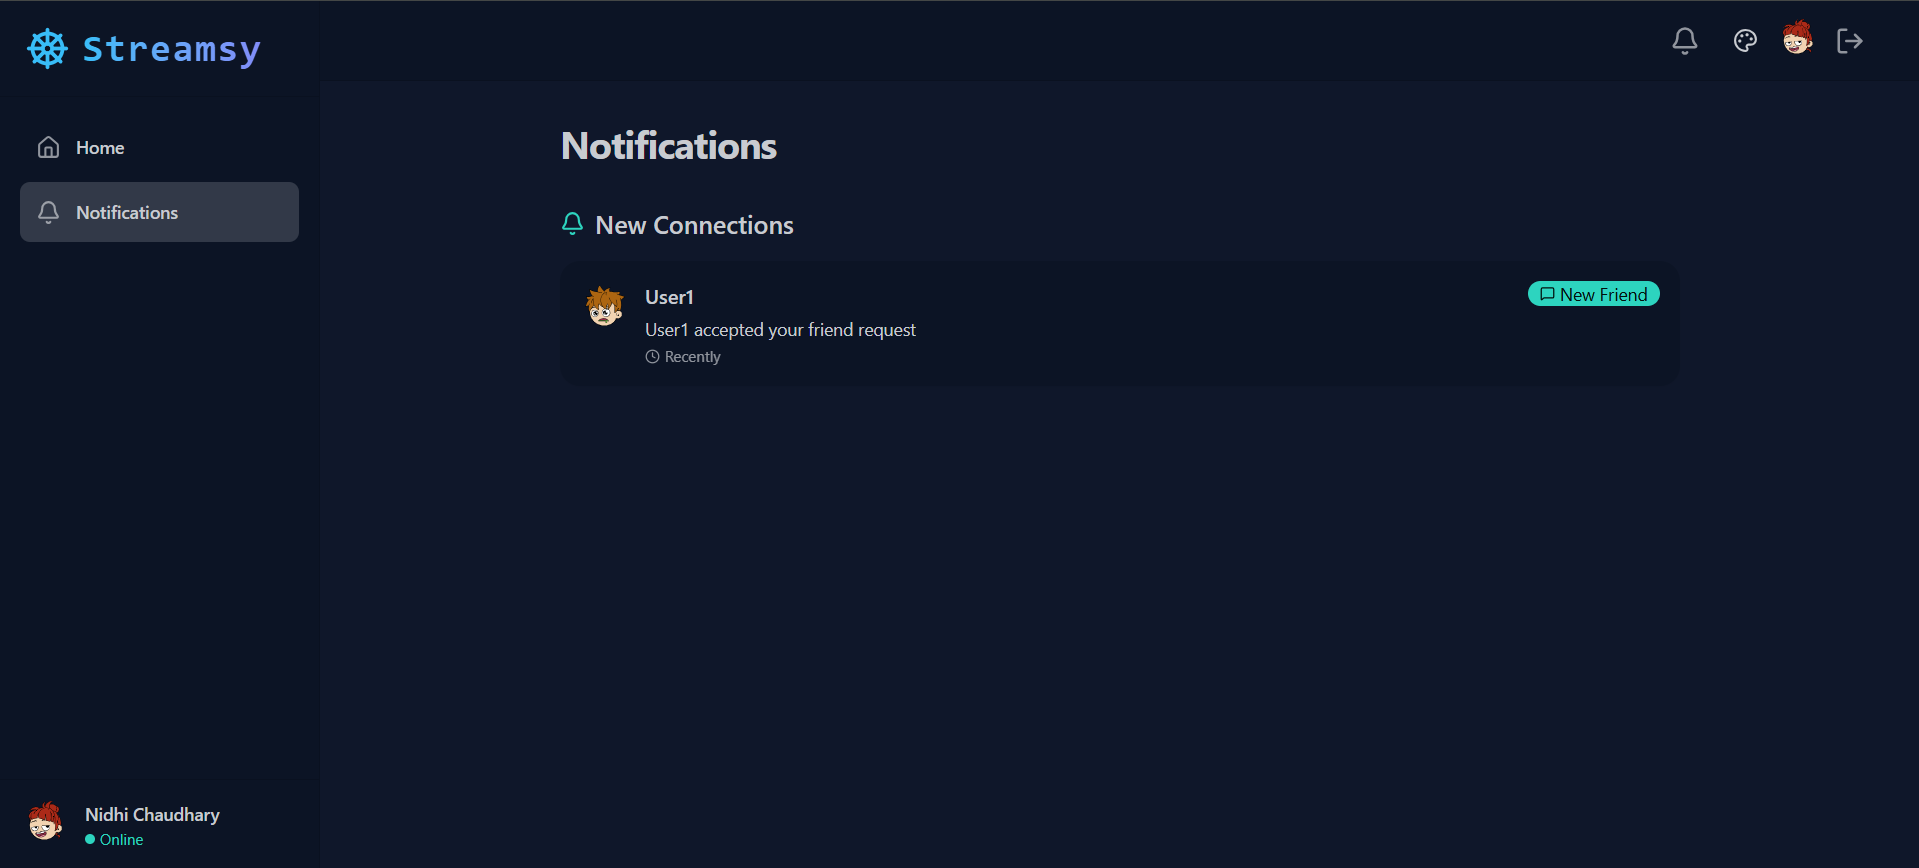 Streamsy
Home
Notifications
Notifications
New Connections
User1
New Friend
User1 accepted your friend request
Recently
Nidhi Chaudhary
Online